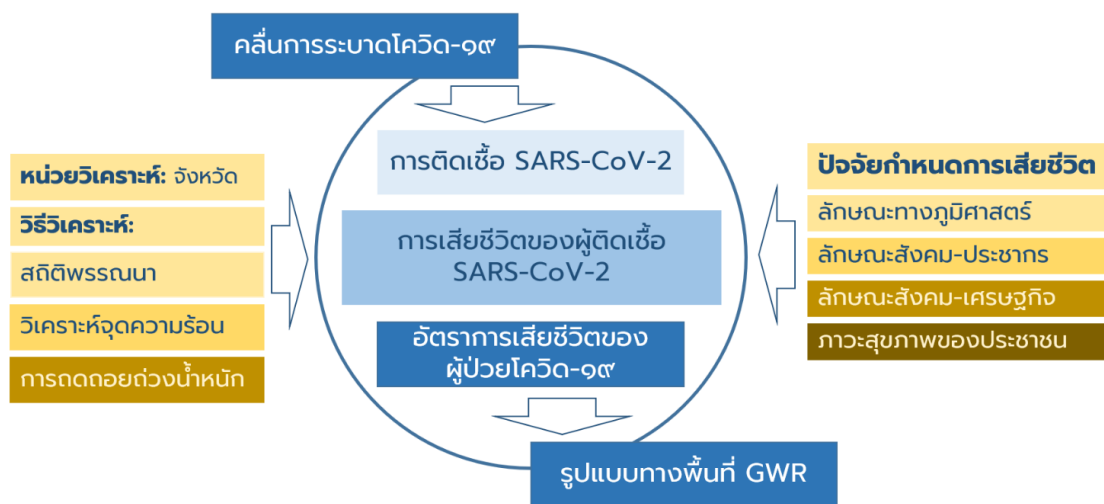 คลื่นการระบาดโควิด-๑๙
การติดเชื้อ SARS-CoV-2
การเสียชีวิตของผู้ติดเชื้อ
SARS-CoV-2
อัตราการเสียชีวิตของ
ผู้ป่วยโควิด-๑๙
รูปแบบทางพื้นที่ GWR
หน่วยวิเคราะห์: จังหวัด
วิธีวิเคราะห์:
สถิติพรรณนา
วิเคราะห์จุดความร้อน
การถดถอยถ่วงน้ำหนัก
ปัจจัยกำหนดการเสียชีวิต
ลักษณะทางภูมิศาสตร์
ลักษณะสังคม-ประชากร
ลักษณะสังคม-เศรษฐกิจ
ภาวะสุขภาพของประชาชน